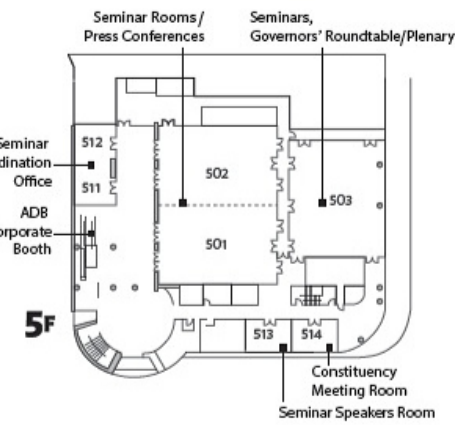 Seminar Rooms /
Press Conferences
Seminars,
Governors' Roundtable/Plenary
512
511
Seminar
Office
ADB
Booth
502
501
503
5F
513
514
Constituency
Meeting Room
Seminar Speakers Room